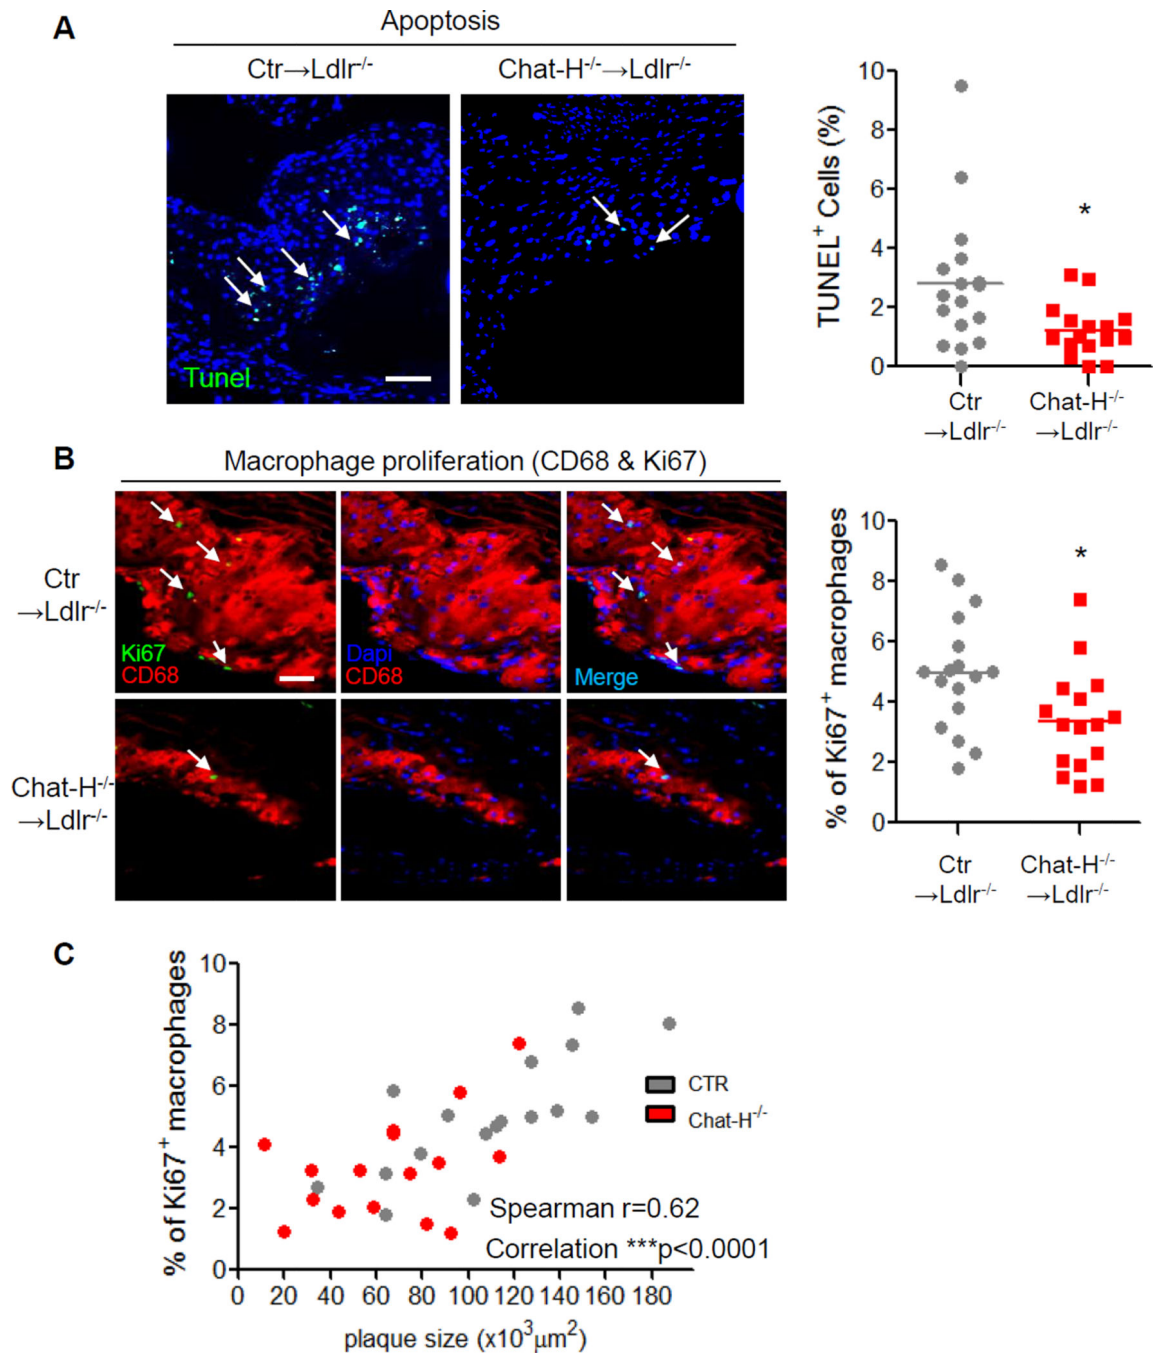 A
Apoptosis
Ctr→Ldlr-/-
Chat-H-/-→Ldlr-/-
Tunel
TUNEL+ Cells (%)
10
8
6
4
2
0
*
Ctr
→Ldlr-/-
Chat-H-/-
→Ldlr-/-
B
Macrophage proliferation (CD68 & Ki67)
Ctr
→Ldlr-/-
Ki67
CD68
Dapi
CD68
Merge
Chat-H-/-
→Ldlr-/-
% of Ki67+ macrophages
10
8
6
4
2
0
*
Ctr
→Ldlr-/-
Chat-H-/-
→Ldlr-/-
C
% of Ki67+ macrophages
10
8
6
4
2
0
CTR
Chat-H-/-
Spearman r=0.62
Correlation ***p<0.0001
0 20 40 60 80 100 120 140 160 180
plaque size (x10³µm²)